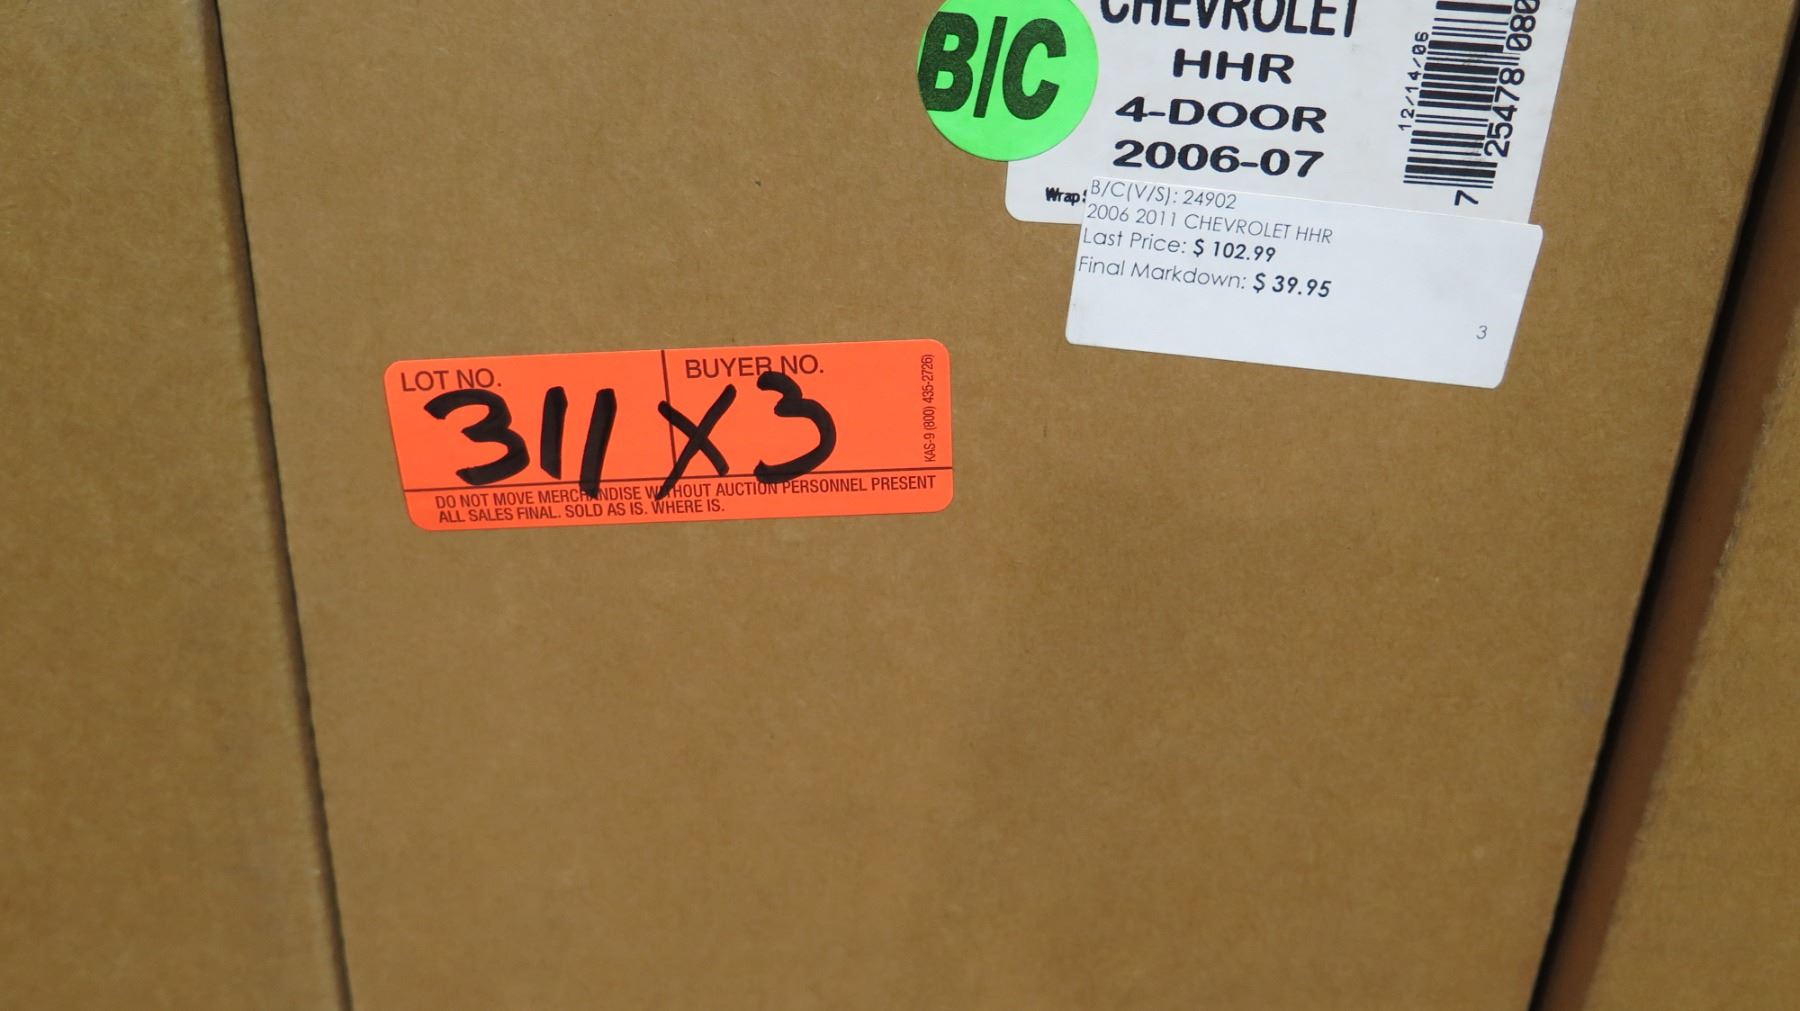 B/C
CHEVROLET
HHR
4-DOOR
2006-07
12/14/06
7 25478 080
B/C(V/S): 24902
2006 2011 CHEVROLET HHR
Last Price: $ 102.99
Final Markdown: $ 39.95
3
LOT NO. BUYER NO.
311 X 3
KAS-9 (800) 435-2726)
DO NOT MOVE MERCHANDISE WITHOUT AUCTION PERSONNEL PRESENT
ALL SALES FINAL. SOLD AS IS. WHERE IS.
Wrap